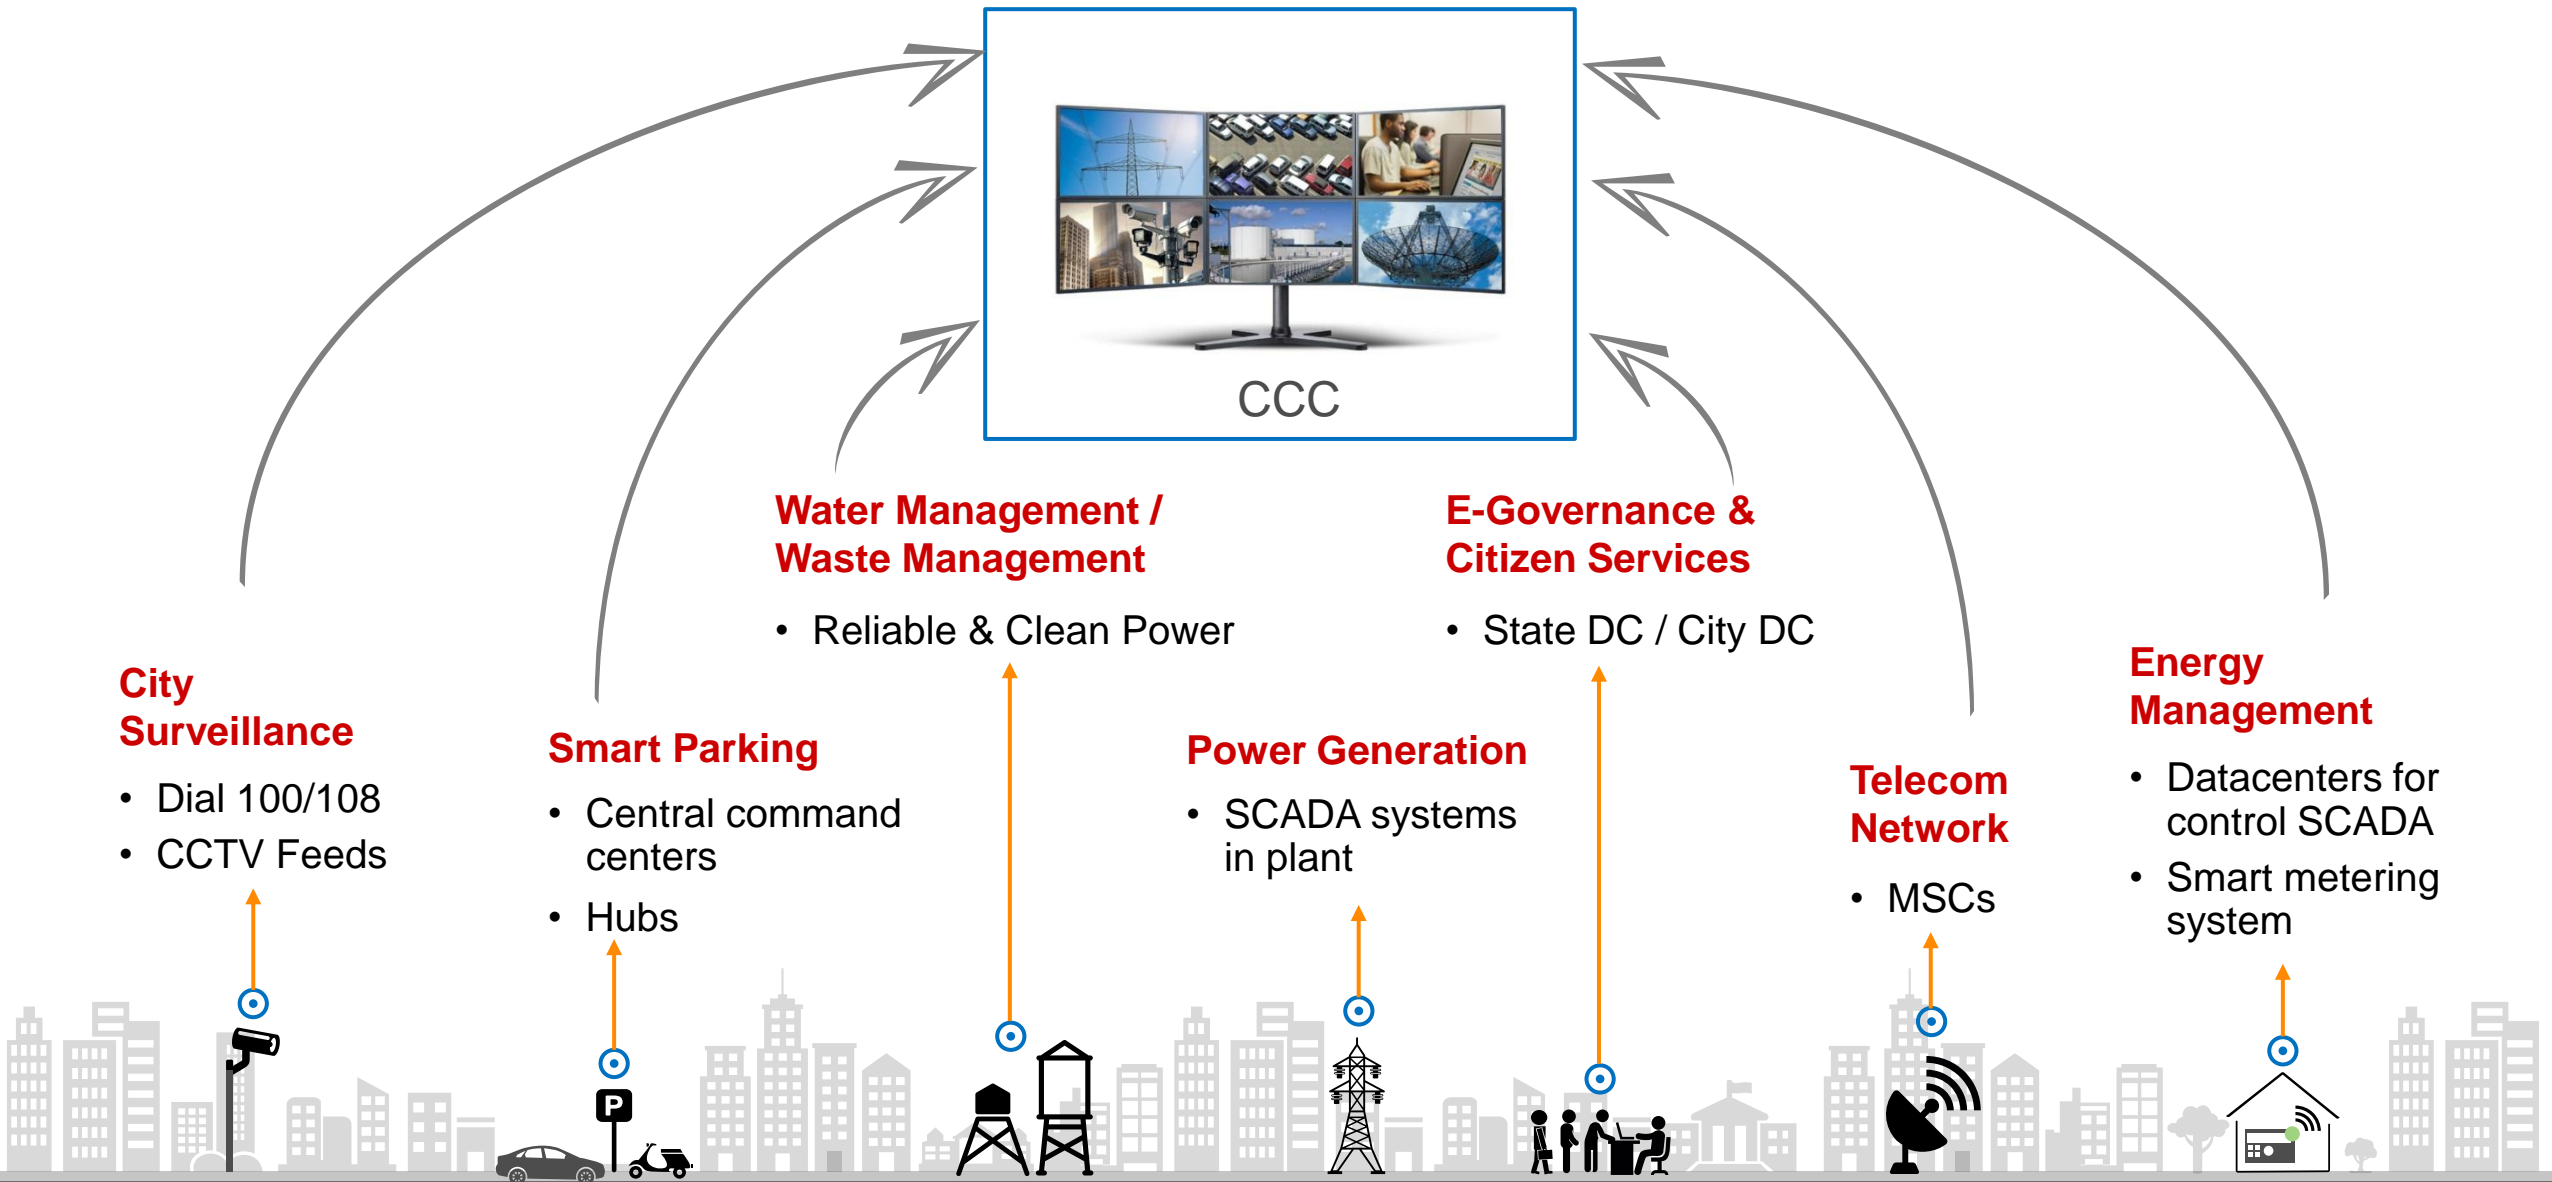 CCC
Water Management /
Waste Management
• Reliable & Clean Power
E-Governance &
Citizen Services
• State DC / City DC
City
Surveillance
• Dial 100/108
• CCTV Feeds
Smart Parking
• Central command
centers
• Hubs
Power Generation
• SCADA systems
in plant
Telecom
Network
• MSCs
Energy
Management
• Datacenters for
control SCADA
• Smart metering
system
P